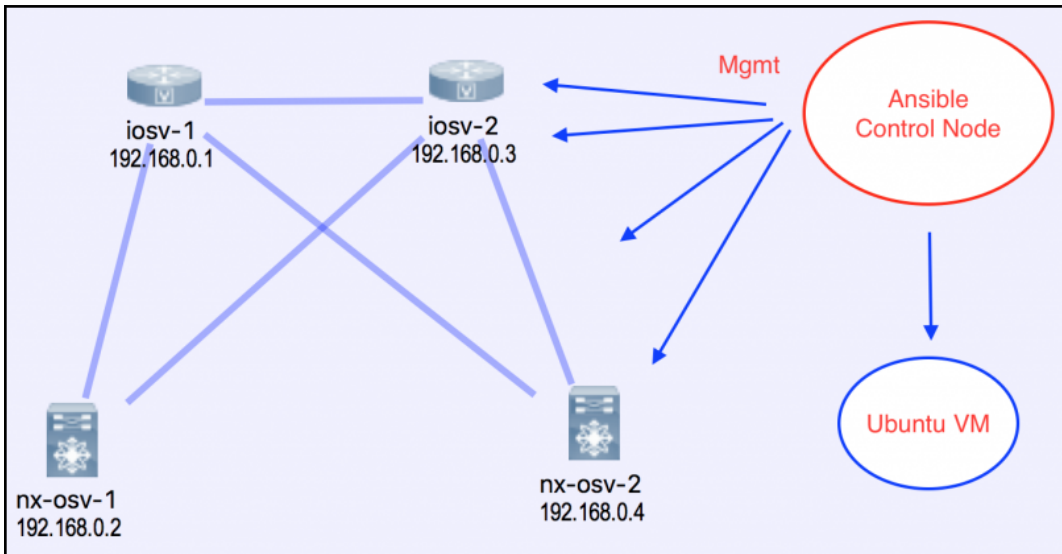 iosv-1
192.168.0.1
iosv-2
192.168.0.3
Mgmt
Ansible
Control Node
Ubuntu VM
nx-osv-1
192.168.0.2
nx-osv-2
192.168.0.4